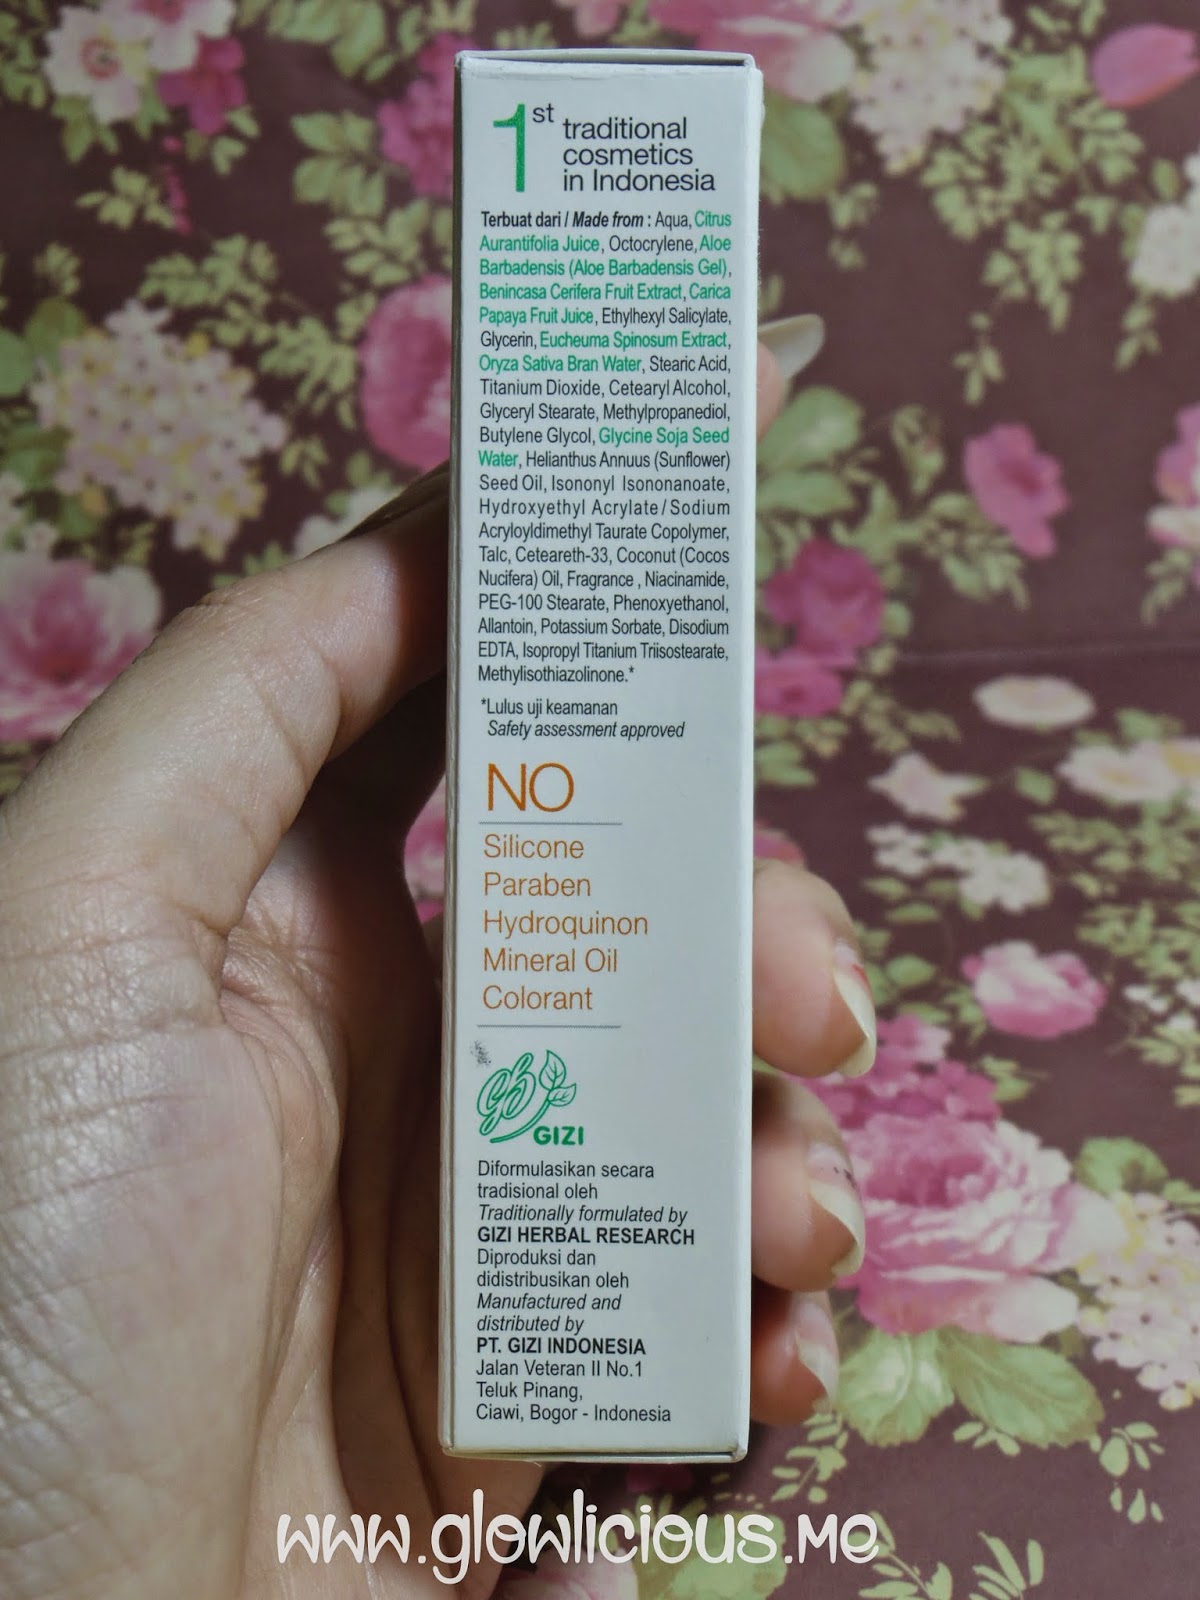 1st traditional
cosmetics
in Indonesia
Terbuat dari / Made from : Aqua, Citrus
Aurantifolia Juice, Octocrylene, Aloe
Barbadensis (Aloe Barbadensis Gel),
Benincasa Cerifera Fruit Extract, Carica
Papaya Fruit Juice, Ethylhexyl Salicylate,
Glycerin, Eucheuma Spinosum Extract,
Oryza Sativa Bran Water, Stearic Acid,
Titanium Dioxide, Cetearyl Alcohol,
Glyceryl Stearate, Methylpropanediol,
Butylene Glycol, Glycine Soja Seed
Water, Helianthus Annuus (Sunflower)
Seed Oil, Isononyl Isononanoate,
Hydroxyethyl Acrylate/Sodium
Acryloyldimethyl Taurate Copolymer,
Talc, Ceteareth-33, Coconut (Cocos
Nucifera) Oil, Fragrance , Niacinamide,
PEG-100 Stearate, Phenoxyethanol,
Allantoin, Potassium Sorbate, Disodium
EDTA, Isopropyl Titanium Triisostearate,
Methylisothiazolinone.*
*Lulus uji keamanan
Safety assessment approved
NO
Silicone
Paraben
Hydroquinon
Mineral Oil
Colorant
GIZI
Diformulasikan secara
tradisional oleh
Traditionally formulated by
GIZI HERBAL RESEARCH
Diproduksi dan
didistribusikan oleh
Manufactured and
distributed by
PT. GIZI INDONESIA
Jalan Veteran II No.1
Teluk Pinang,
Ciawi, Bogor - Indonesia
www.glowlicious.me